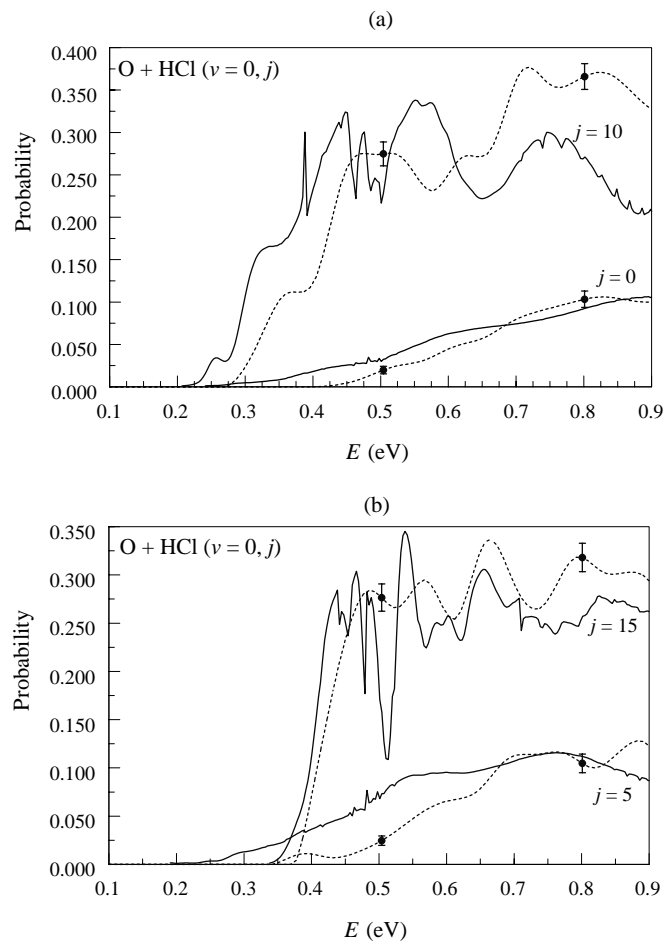 (a)
0.400
O + HCl (v = 0, j)
0.350
0.300
j = 10
0.250
Probability
0.200
0.150
j = 0
0.100
0.050
0.000
0.1 0.2 0.3 0.4 0.5 0.6 0.7 0.8 0.9
E (eV)
(b)
0.350
O + HCl (v = 0, j)
0.300
0.250
j = 15
0.200
Probability
0.150
0.100
j = 5
0.050
0.000
0.1 0.2 0.3 0.4 0.5 0.6 0.7 0.8 0.9
E (eV)